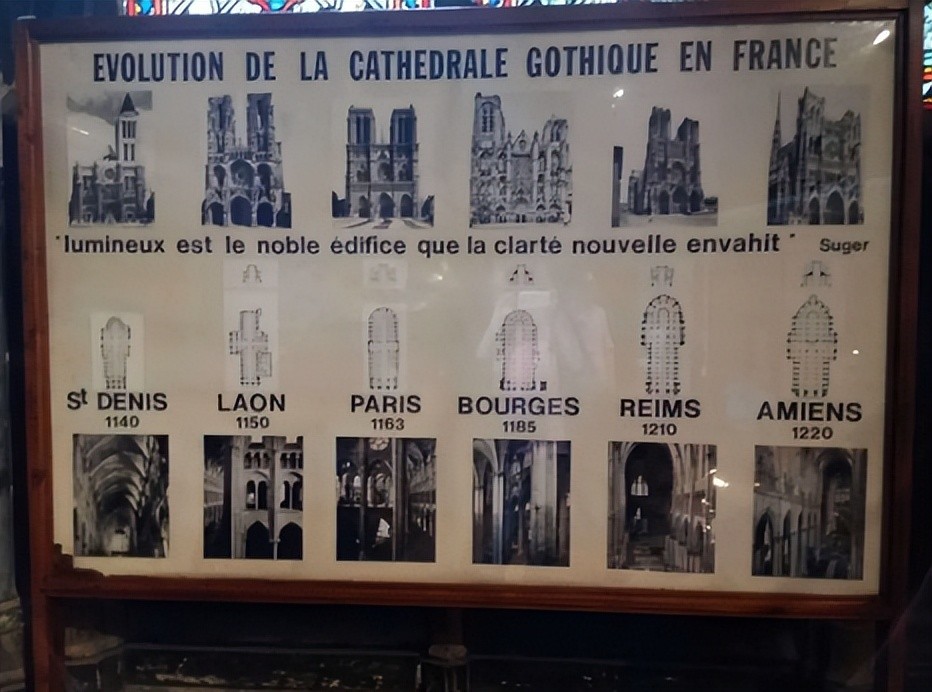 EVOLUTION DE LA CATHEDRALE GOTHIQUE EN FRANCE
"lumineux est le noble édifice que la clarté nouvelle envahit" Suger
St DENIS LAON PARIS BOURGES REIMS AMIENS
1140 1150 1163 1185 1210 1220